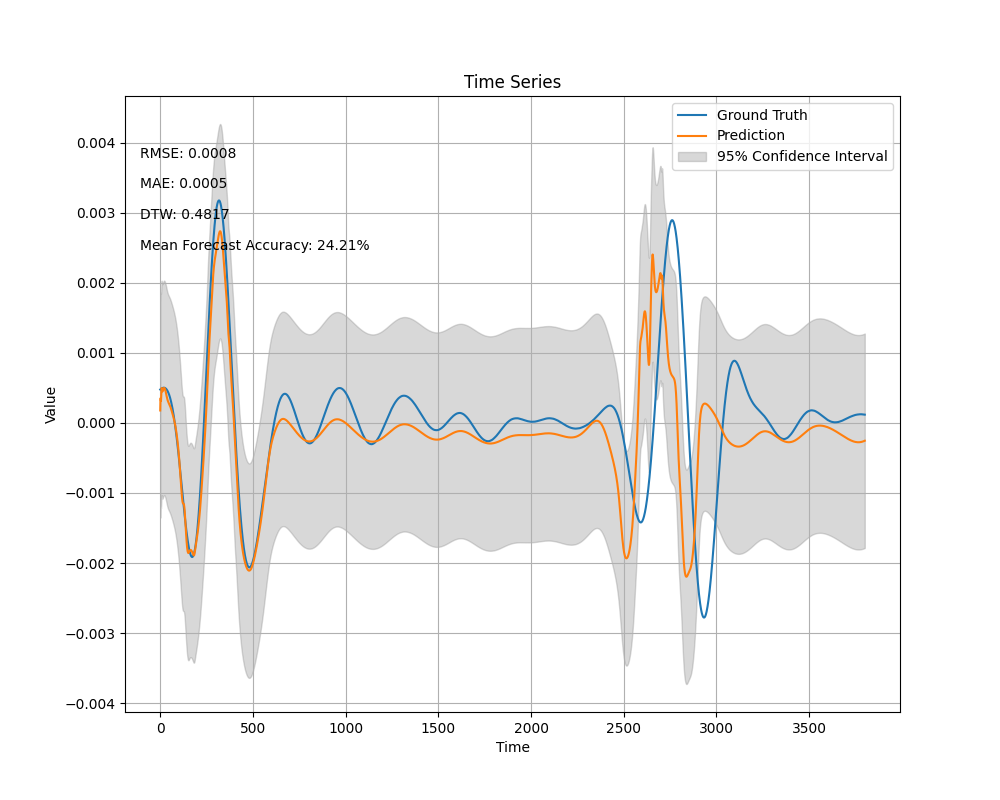 Time Series
Ground Truth
Prediction
95% Confidence Interval
RMSE: 0.0008
MAE: 0.0005
DTW: 0.4817
Mean Forecast Accuracy: 24.21%
0.004
0.003
0.002
0.001
0.000
−0.001
−0.002
−0.003
−0.004
Value
0 500 1000 1500 2000 2500 3000 3500
Time